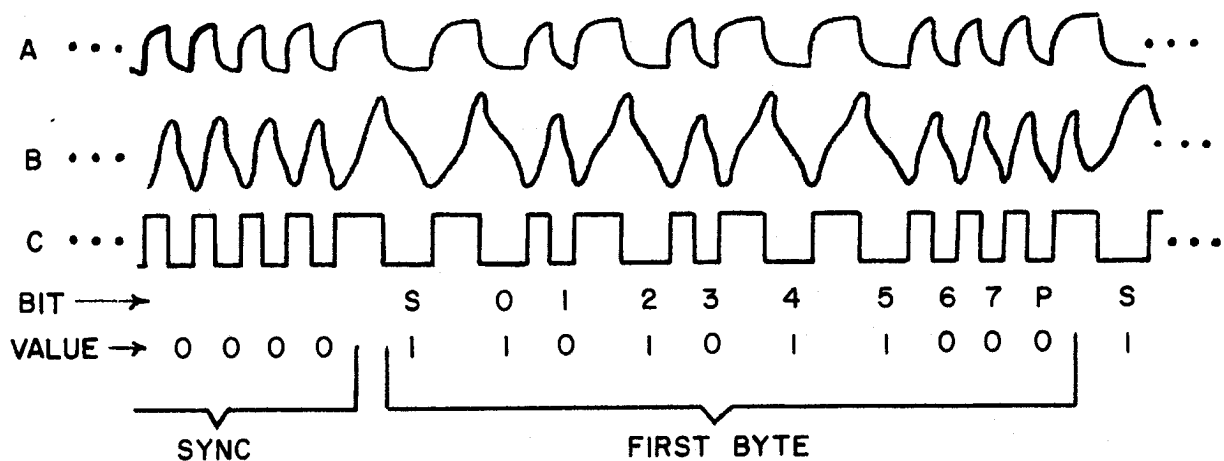 A • • • • • •
B • • • • • •
C • • • • • •
BIT → S 0 1 2 3 4 5 6 7 P S
VALUE → 0 0 0 0 1 1 0 1 0 1 1 0 0 0 1
SYNC FIRST BYTE